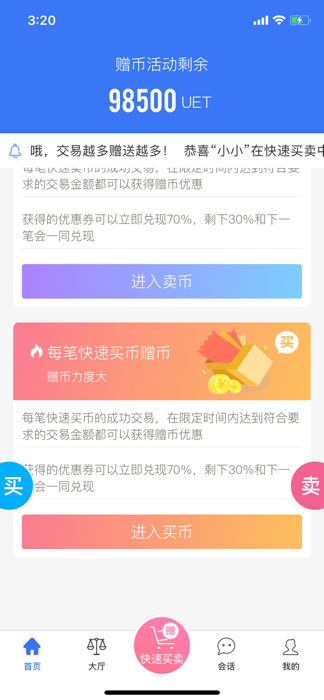 3:20
赠币活动剩余
98500 UET
哦，交易越多赠送越多！ 恭喜“小小”在快速买卖中
每笔快速卖币的成功交易，在限定时间内达到符合要
求的交易金额都可以获得赠币优惠
获得的优惠券可以立即兑现70%，剩下30%和下一
笔会一同兑现
进入卖币
每笔快速买币赠币
买
赠币力度大
每笔快速买币的成功交易，在限定时间内达到符合要
求的交易金额都可以获得赠币优惠
获得的优惠券可以立即兑现70%，剩下30%和下一
笔会一同兑现
买
卖
进入买币
赠
首页
大厅
快速买卖
会话
我的